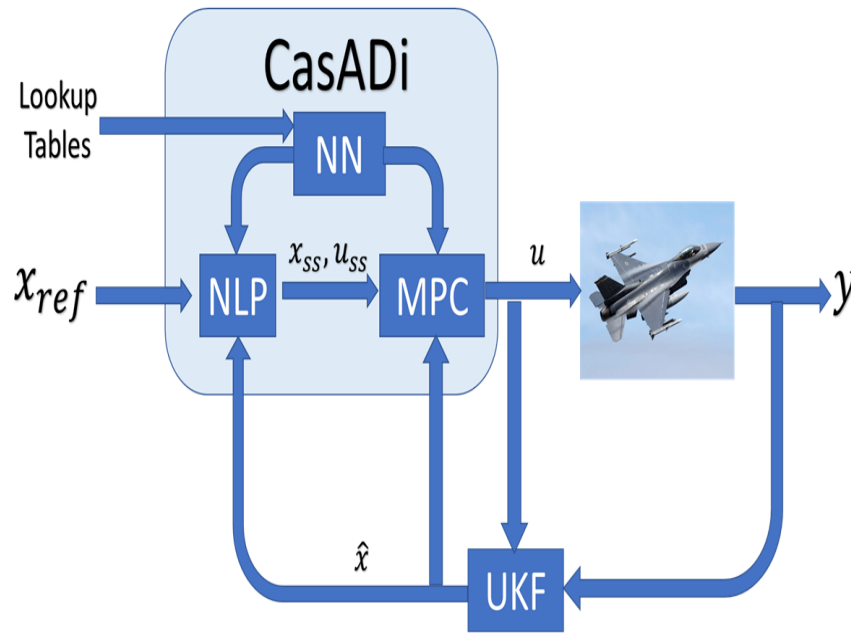 CasADi
Lookup
Tables
NN
x_ref
NLP
x_ss, u_ss
MPC
u
y
x̂
UKF